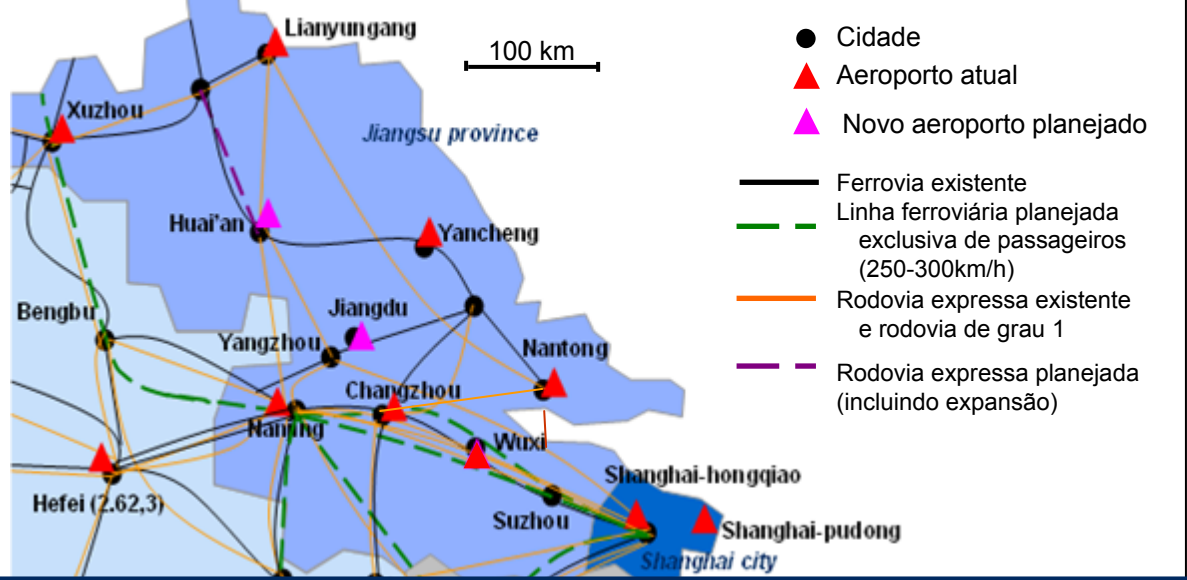 Lianyungang
100 km
Xuzhou
Jiangsu province
Huai'an
Yancheng
Bengbu
Jiangdu
Yangzhou
Nantong
Changzhou
Nanjing
Wuxi
Hefei (2.62,3)
Shanghai-hongqiao
Suzhou
Shanghai-pudong
Shanghai city
Cidade
Aeroporto atual
Novo aeroporto planejado
Ferrovia existente
Linha ferroviária planejada
exclusiva de passageiros
(250-300km/h)
Rodovia expressa existente
e rodovia de grau 1
Rodovia expressa planejada
(incluindo expansão)